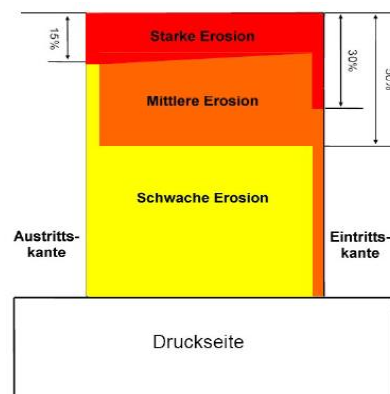 Starke Erosion
15%
30%
Mittlere Erosion
Schwache Erosion
Austritts-
kante
Eintritts-
kante
Druckseite